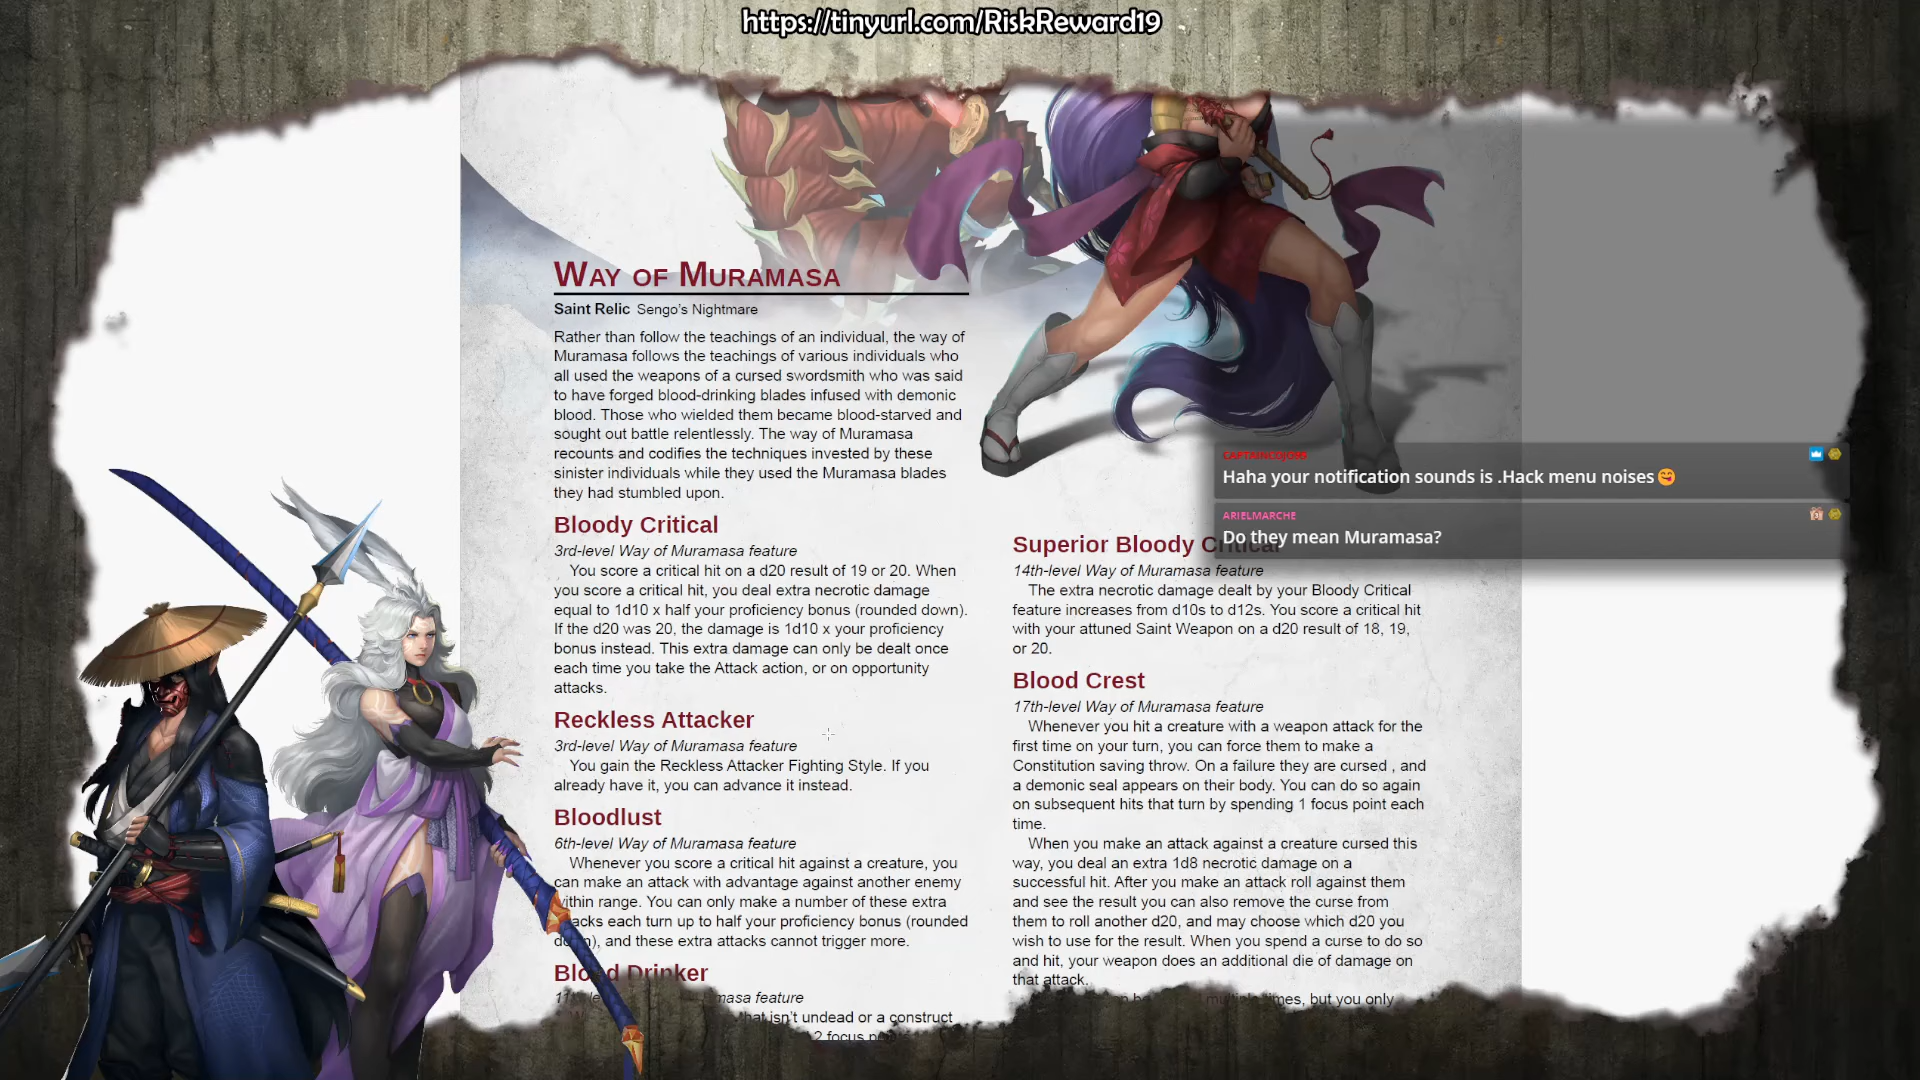 https://tinyurl.com/RiskReward19
WAY OF MURAMASA
Saint Relic Sengo's Nightmare
Rather than follow the teachings of an individual, the way of
Muramasa follows the teachings of various individuals who
all used the weapons of a cursed swordsmith who was said
to have forged blood-drinking blades infused with demonic
blood. Those who wielded them became blood-starved and
sought out battle relentlessly. The way of Muramasa
recounts and codifies the techniques invested by these
sinister individuals while they used the Muramasa blades
they had stumbled upon.
Bloody Critical
3rd-level Way of Muramasa feature
You score a critical hit on a d20 result of 19 or 20. When
you score a critical hit, you deal extra necrotic damage
equal to 1d10 x half your proficiency bonus (rounded down).
If the d20 was 20, the damage is 1d10 x your proficiency
bonus instead. This extra damage can only be dealt once
each time you take the Attack action, or on opportunity
attacks.
Reckless Attacker
3rd-level Way of Muramasa feature
You gain the Reckless Attacker Fighting Style. If you
already have it, you can advance it instead.
Bloodlust
6th-level Way of Muramasa feature
Whenever you score a critical hit against a creature, you
can make an attack with advantage against another enemy
within range. You can only make a number of these extra
attacks each turn up to half your proficiency bonus (rounded
down), and these extra attacks cannot trigger more.
Blood Drinker
feature
that isn't undead or a construct
2 focus
Superior Bloody Critical
14th-level Way of Muramasa feature
The extra necrotic damage dealt by your Bloody Critical
feature increases from d10s to d12s. You score a critical hit
with your attuned Saint Weapon on a d20 result of 18, 19,
or 20.
Blood Crest
17th-level Way of Muramasa feature
Whenever you hit a creature with a weapon attack for the
first time on your turn, you can force them to make a
Constitution saving throw. On a failure they are cursed , and
a demonic seal appears on their body. You can do so again
on subsequent hits that turn by spending 1 focus point each
time.
When you make an attack against a creature cursed this
way, you deal an extra 1d8 necrotic damage on a
successful hit. After you make an attack roll against them
and see the result you can also remove the curse from
them to roll another d20, and may choose which d20 you
wish to use for the result. When you spend a curse to do so
and hit, your weapon does an additional die of damage on
that attack.
times, but you only
Haha your notification sounds is .Hack menu noises😋
ARIELMARCHE
Do they mean Muramasa?